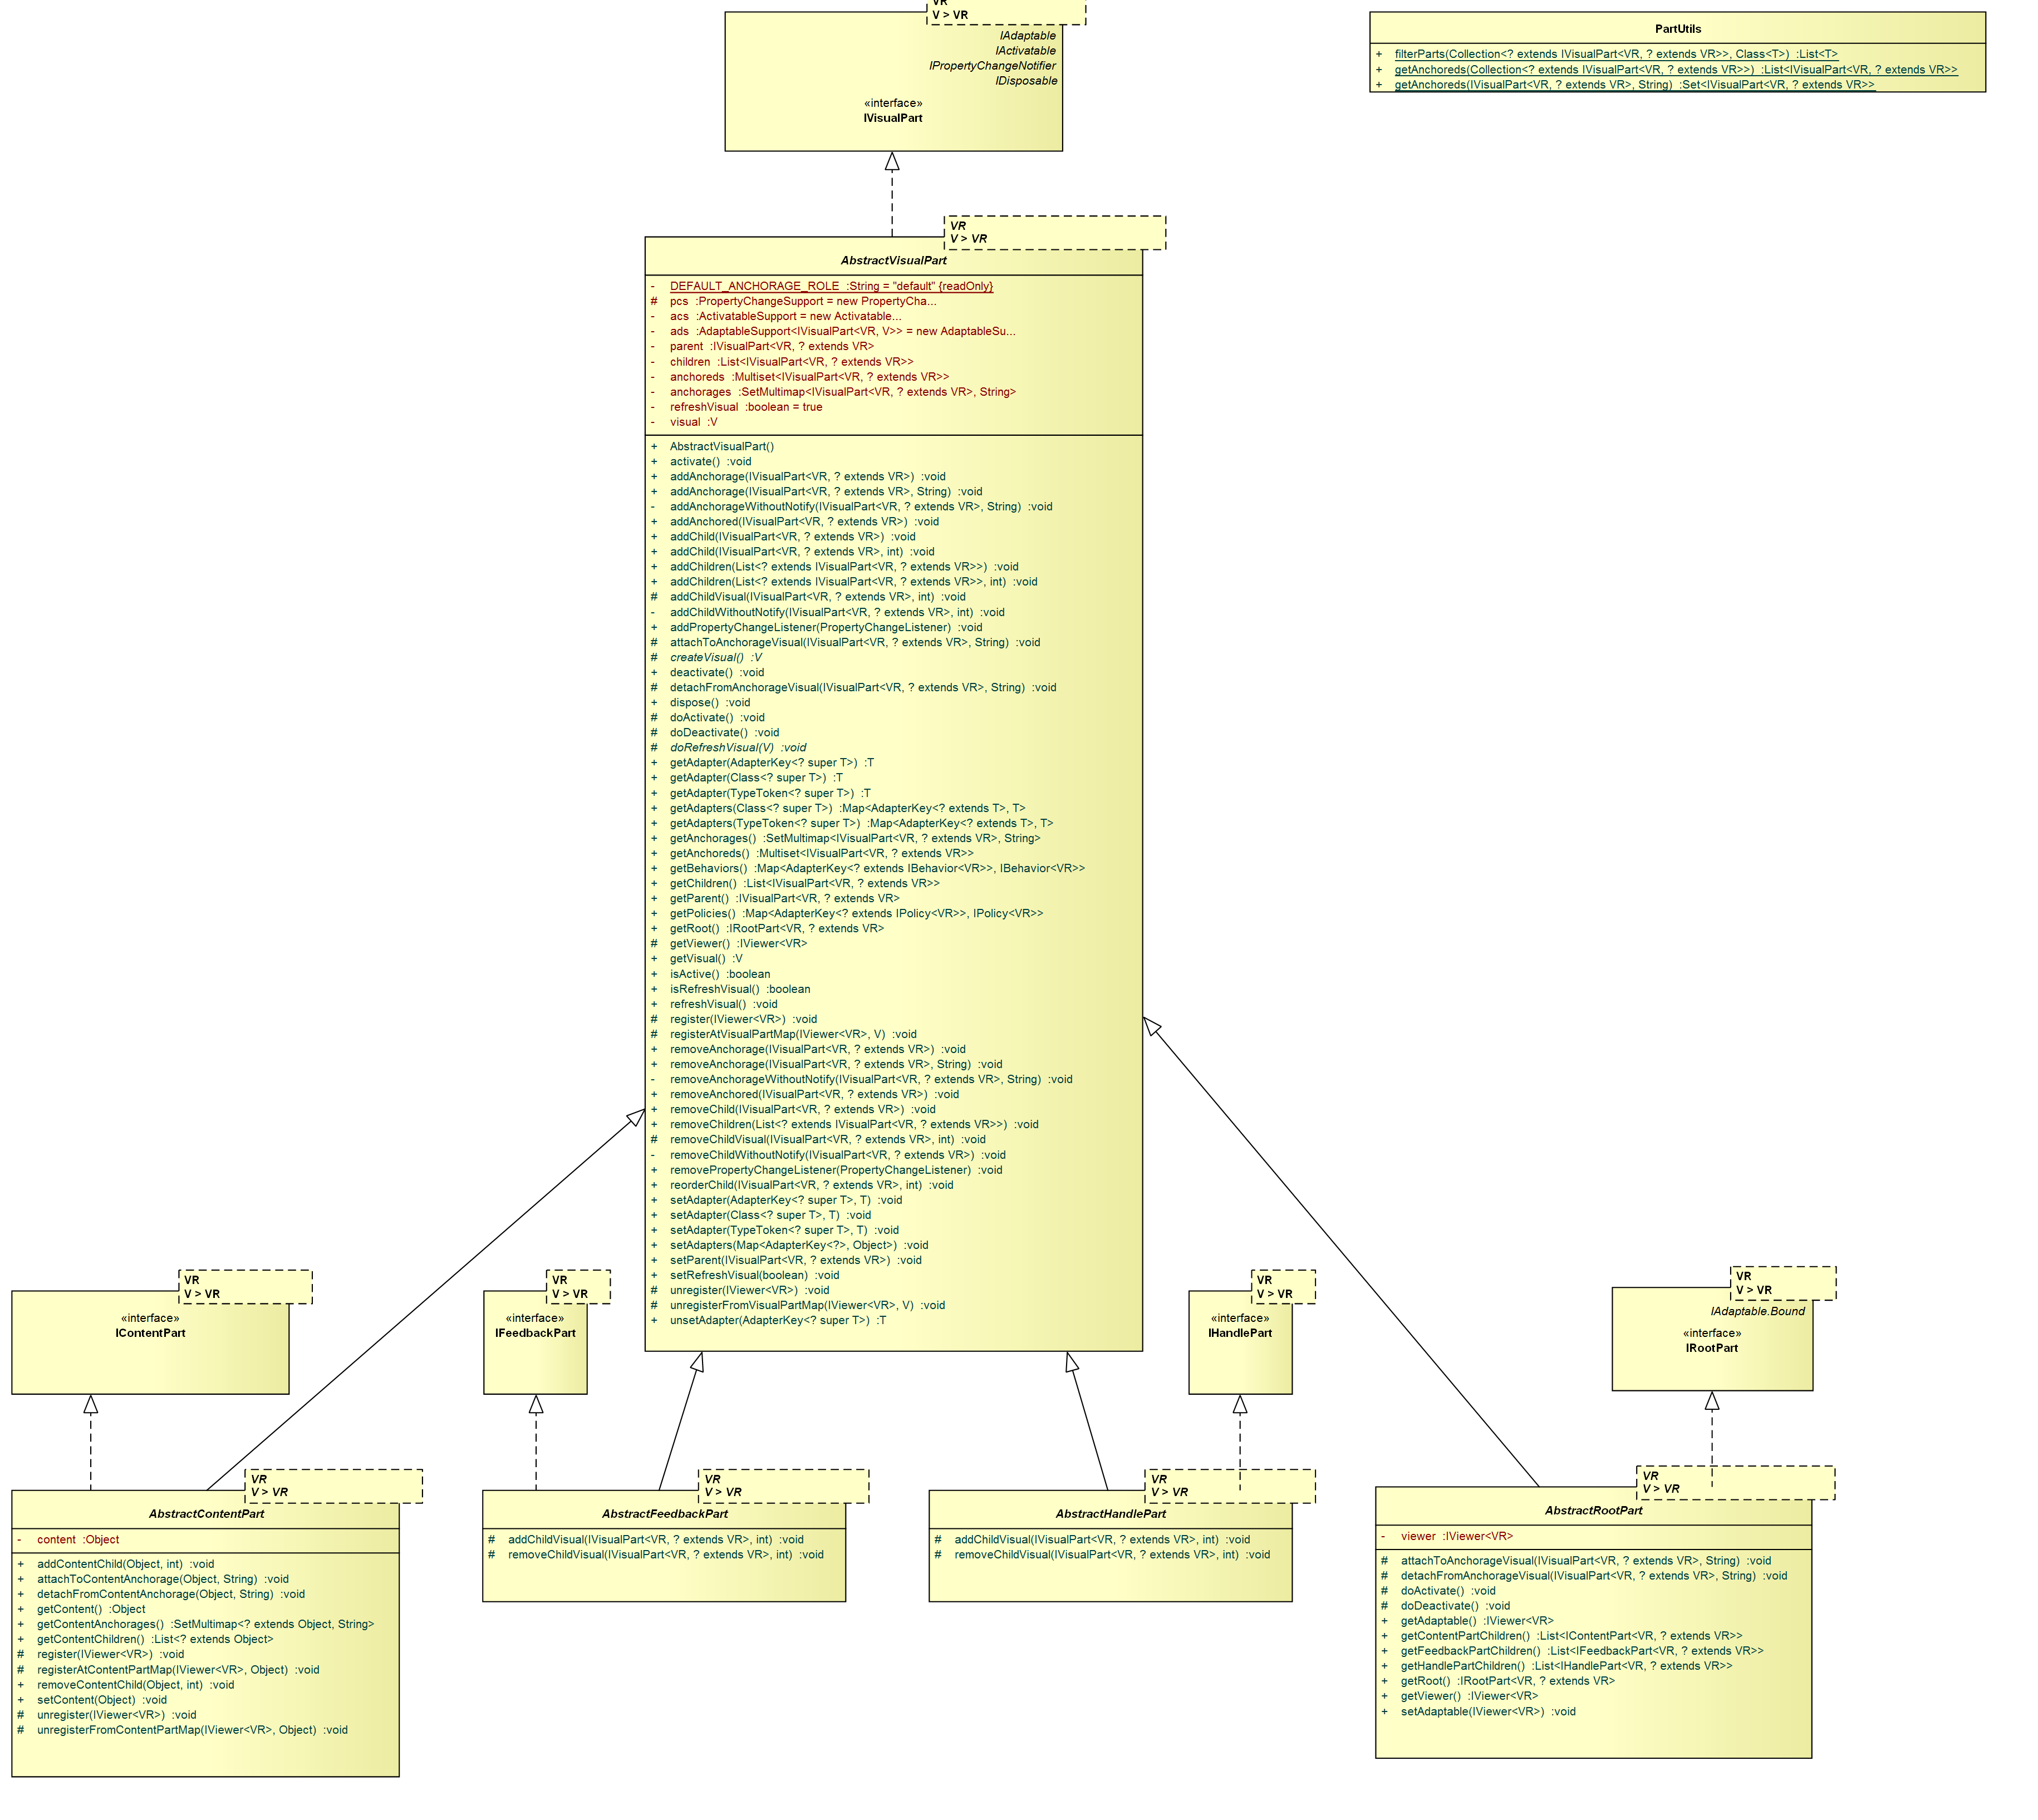 VR
V > VR
IAdaptable
IActivatable
IPropertyChangeNotifier
IDisposable
«interface»
IVisualPart
PartUtils
+ filterParts(Collection<? extends IVisualPart<VR, ? extends VR>>, Class<T>) :List<T>
+ getAnchoreds(Collection<? extends IVisualPart<VR, ? extends VR>>) :List<IVisualPart<VR, ? extends VR>>
+ getAnchoreds(IVisualPart<VR, ? extends VR>, String) :Set<IVisualPart<VR, ? extends VR>>
VR
V > VR
AbstractVisualPart
- DEFAULT_ANCHORAGE_ROLE :String = "default" {readOnly}
# pcs :PropertyChangeSupport = new PropertyCha...
- acs :ActivatableSupport = new Activatable...
- ads :AdaptableSupport<IVisualPart<VR, V>> = new AdaptableSu...
- parent :IVisualPart<VR, ? extends VR>
- children :List<IVisualPart<VR, ? extends VR>>
- anchoreds :Multiset<IVisualPart<VR, ? extends VR>>
- anchorages :SetMultimap<IVisualPart<VR, ? extends VR>, String>
- refreshVisual :boolean = true
- visual :V
+ AbstractVisualPart()
+ activate() :void
+ addAnchorage(IVisualPart<VR, ? extends VR>) :void
+ addAnchorage(IVisualPart<VR, ? extends VR>, String) :void
- addAnchorageWithoutNotify(IVisualPart<VR, ? extends VR>, String) :void
+ addAnchored(IVisualPart<VR, ? extends VR>) :void
+ addChild(IVisualPart<VR, ? extends VR>) :void
+ addChild(IVisualPart<VR, ? extends VR>, int) :void
+ addChildren(List<? extends IVisualPart<VR, ? extends VR>>) :void
+ addChildren(List<? extends IVisualPart<VR, ? extends VR>>, int) :void
# addChildVisual(IVisualPart<VR, ? extends VR>, int) :void
- addChildWithoutNotify(IVisualPart<VR, ? extends VR>, int) :void
+ addPropertyChangeListener(PropertyChangeListener) :void
# attachToAnchorageVisual(IVisualPart<VR, ? extends VR>, String) :void
# createVisual() :V
+ deactivate() :void
# detachFromAnchorageVisual(IVisualPart<VR, ? extends VR>, String) :void
+ dispose() :void
# doActivate() :void
# doDeactivate() :void
# doRefreshVisual(V) :void
+ getAdapter(AdapterKey<? super T>) :T
+ getAdapter(Class<? super T>) :T
+ getAdapter(TypeToken<? super T>) :T
+ getAdapters(Class<? super T>) :Map<AdapterKey<? extends T>, T>
+ getAdapters(TypeToken<? super T>) :Map<AdapterKey<? extends T>, T>
+ getAnchorages() :SetMultimap<IVisualPart<VR, ? extends VR>, String>
+ getAnchoreds() :Multiset<IVisualPart<VR, ? extends VR>>
+ getBehaviors() :Map<AdapterKey<? extends IBehavior<VR>>, IBehavior<VR>>
+ getChildren() :List<IVisualPart<VR, ? extends VR>>
+ getParent() :IVisualPart<VR, ? extends VR>
+ getPolicies() :Map<AdapterKey<? extends IPolicy<VR>>, IPolicy<VR>>
+ getRoot() :IRootPart<VR, ? extends VR>
# getViewer() :IViewer<VR>
+ getVisual() :V
+ isActive() :boolean
+ isRefreshVisual() :boolean
+ refreshVisual() :void
# register(IViewer<VR>) :void
# registerAtVisualPartMap(IViewer<VR>, V) :void
+ removeAnchorage(IVisualPart<VR, ? extends VR>) :void
+ removeAnchorage(IVisualPart<VR, ? extends VR>, String) :void
- removeAnchorageWithoutNotify(IVisualPart<VR, ? extends VR>, String) :void
+ removeAnchored(IVisualPart<VR, ? extends VR>) :void
+ removeChild(IVisualPart<VR, ? extends VR>) :void
+ removeChildren(List<? extends IVisualPart<VR, ? extends VR>>) :void
# removeChildVisual(IVisualPart<VR, ? extends VR>, int) :void
- removeChildWithoutNotify(IVisualPart<VR, ? extends VR>) :void
+ removePropertyChangeListener(PropertyChangeListener) :void
+ reorderChild(IVisualPart<VR, ? extends VR>, int) :void
+ setAdapter(AdapterKey<? super T>, T) :void
+ setAdapter(Class<? super T>, T) :void
+ setAdapter(TypeToken<? super T>, T) :void
+ setAdapters(Map<AdapterKey<?>, Object>) :void
+ setParent(IVisualPart<VR, ? extends VR>) :void
+ setRefreshVisual(boolean) :void
# unregister(IViewer<VR>) :void
# unregisterFromVisualPartMap(IViewer<VR>, V) :void
+ unsetAdapter(AdapterKey<? super T>) :T
VR
V > VR
«interface»
IContentPart
VR
V > VR
«interface»
IFeedbackPart
VR
V > VR
«interface»
IHandlePart
VR
V > VR
IAdaptable.Bound
«interface»
IRootPart
VR
V > VR
AbstractContentPart
- content :Object
+ addContentChild(Object, int) :void
+ attachToContentAnchorage(Object, String) :void
+ detachFromContentAnchorage(Object, String) :void
+ getContent() :Object
+ getContentAnchorages() :SetMultimap<? extends Object, String>
+ getContentChildren() :List<? extends Object>
# register(IViewer<VR>) :void
# registerAtContentPartMap(IViewer<VR>, Object) :void
+ removeContentChild(Object, int) :void
+ setContent(Object) :void
# unregister(IViewer<VR>) :void
# unregisterFromContentPartMap(IViewer<VR>, Object) :void
VR
V > VR
AbstractFeedbackPart
# addChildVisual(IVisualPart<VR, ? extends VR>, int) :void
# removeChildVisual(IVisualPart<VR, ? extends VR>, int) :void
VR
V > VR
AbstractHandlePart
# addChildVisual(IVisualPart<VR, ? extends VR>, int) :void
# removeChildVisual(IVisualPart<VR, ? extends VR>, int) :void
VR
V > VR
AbstractRootPart
- viewer :IViewer<VR>
# attachToAnchorageVisual(IVisualPart<VR, ? extends VR>, String) :void
# detachFromAnchorageVisual(IVisualPart<VR, ? extends VR>, String) :void
# doActivate() :void
# doDeactivate() :void
+ getAdaptable() :IViewer<VR>
+ getContentPartChildren() :List<IContentPart<VR, ? extends VR>>
+ getFeedbackPartChildren() :List<IFeedbackPart<VR, ? extends VR>>
+ getHandlePartChildren() :List<IHandlePart<VR, ? extends VR>>
+ getRoot() :IRootPart<VR, ? extends VR>
+ getViewer() :IViewer<VR>
+ setAdaptable(IViewer<VR>) :void